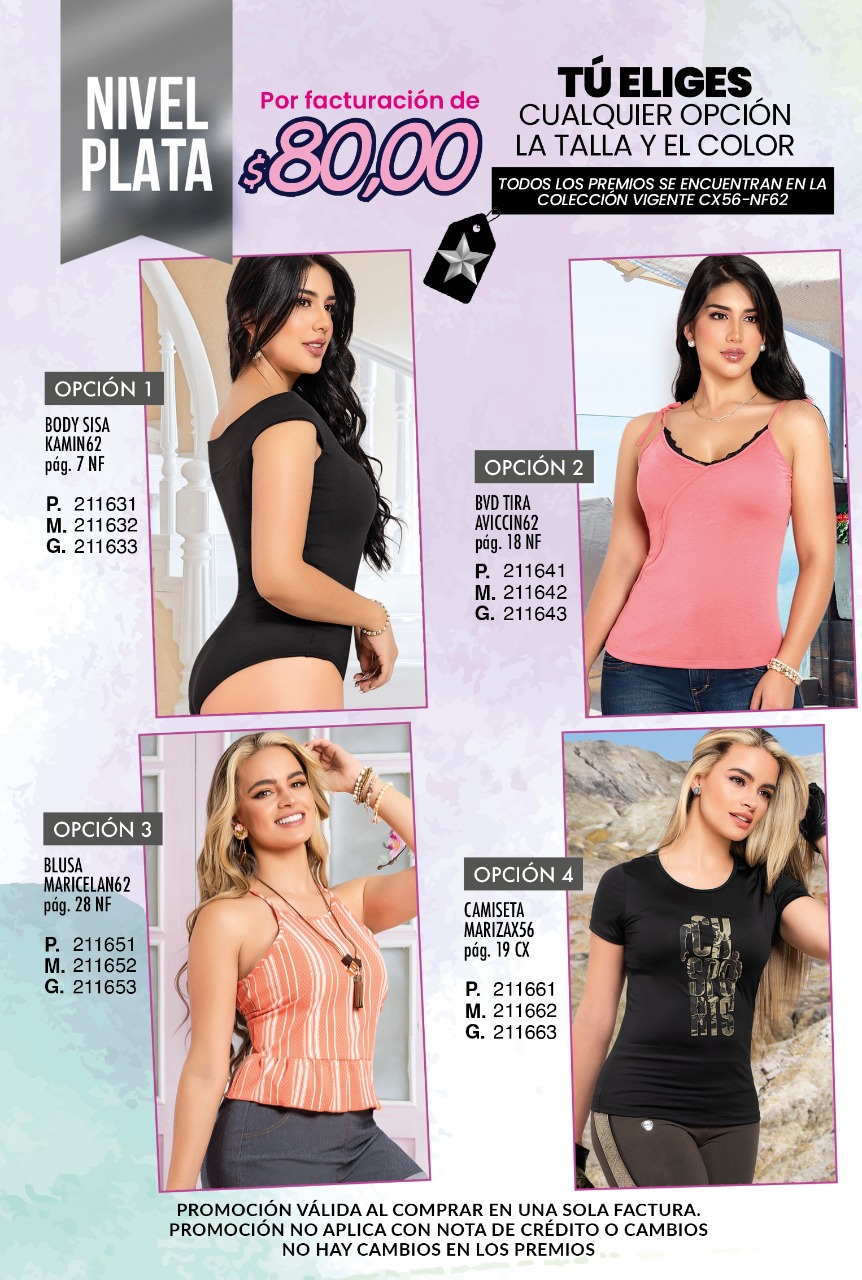 NIVEL
PLATA
Por facturación de
$80,00
TÚ ELIGES
CUALQUIER OPCIÓN
LA TALLA Y EL COLOR
TODOS LOS PREMIOS SE ENCUENTRAN EN LA
COLECCIÓN VIGENTE CX56-NF62
OPCIÓN 1
BODY SISA
KAMIN62
pág. 7 NF
P. 211631
M. 211632
G. 211633
OPCIÓN 2
BVD TIRA
AVICCIN62
pág. 18 NF
P. 211641
M. 211642
G. 211643
OPCIÓN 3
BLUSA
MARICELAN62
pág. 28 NF
P. 211651
M. 211652
G. 211653
OPCIÓN 4
CAMISETA
MARIZAX56
pág. 19 CX
P. 211661
M. 211662
G. 211663
CX
PROMOCIÓN VÁLIDA AL COMPRAR EN UNA SOLA FACTURA.
PROMOCIÓN NO APLICA CON NOTA DE CRÉDITO O CAMBIOS
NO HAY CAMBIOS EN LOS PREMIOS